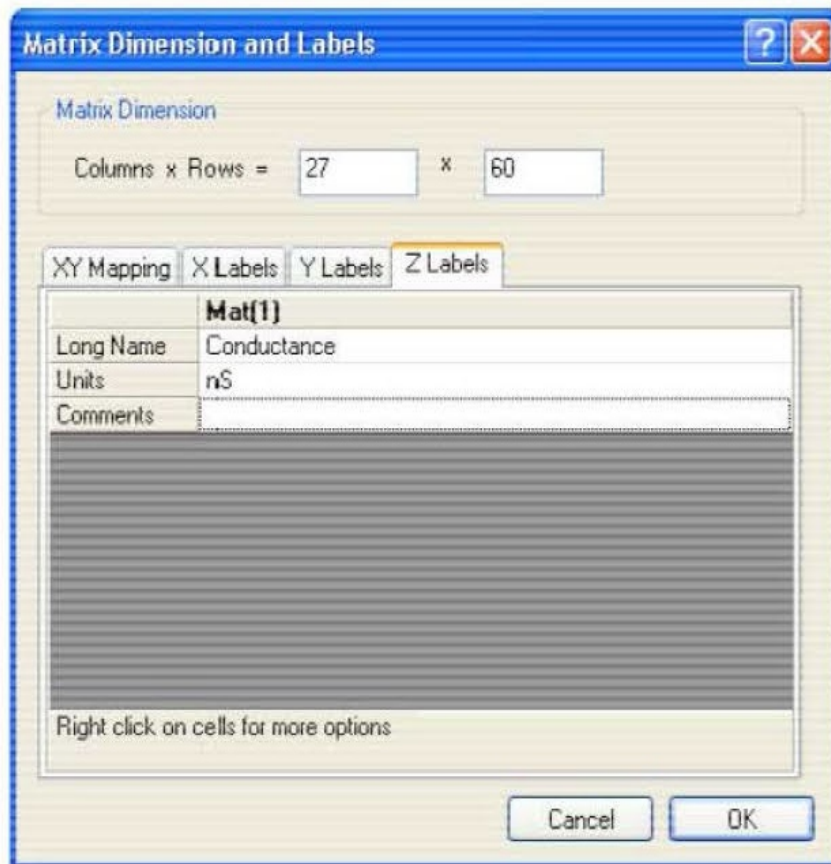 Matrix Dimension and Labels
Matrix Dimension
Columns x Rows = 27 x 60
XY Mapping X Labels Y Labels Z Labels
Mat(1)
Long Name Conductance
Units nS
Comments
Right click on cells for more options
Cancel OK